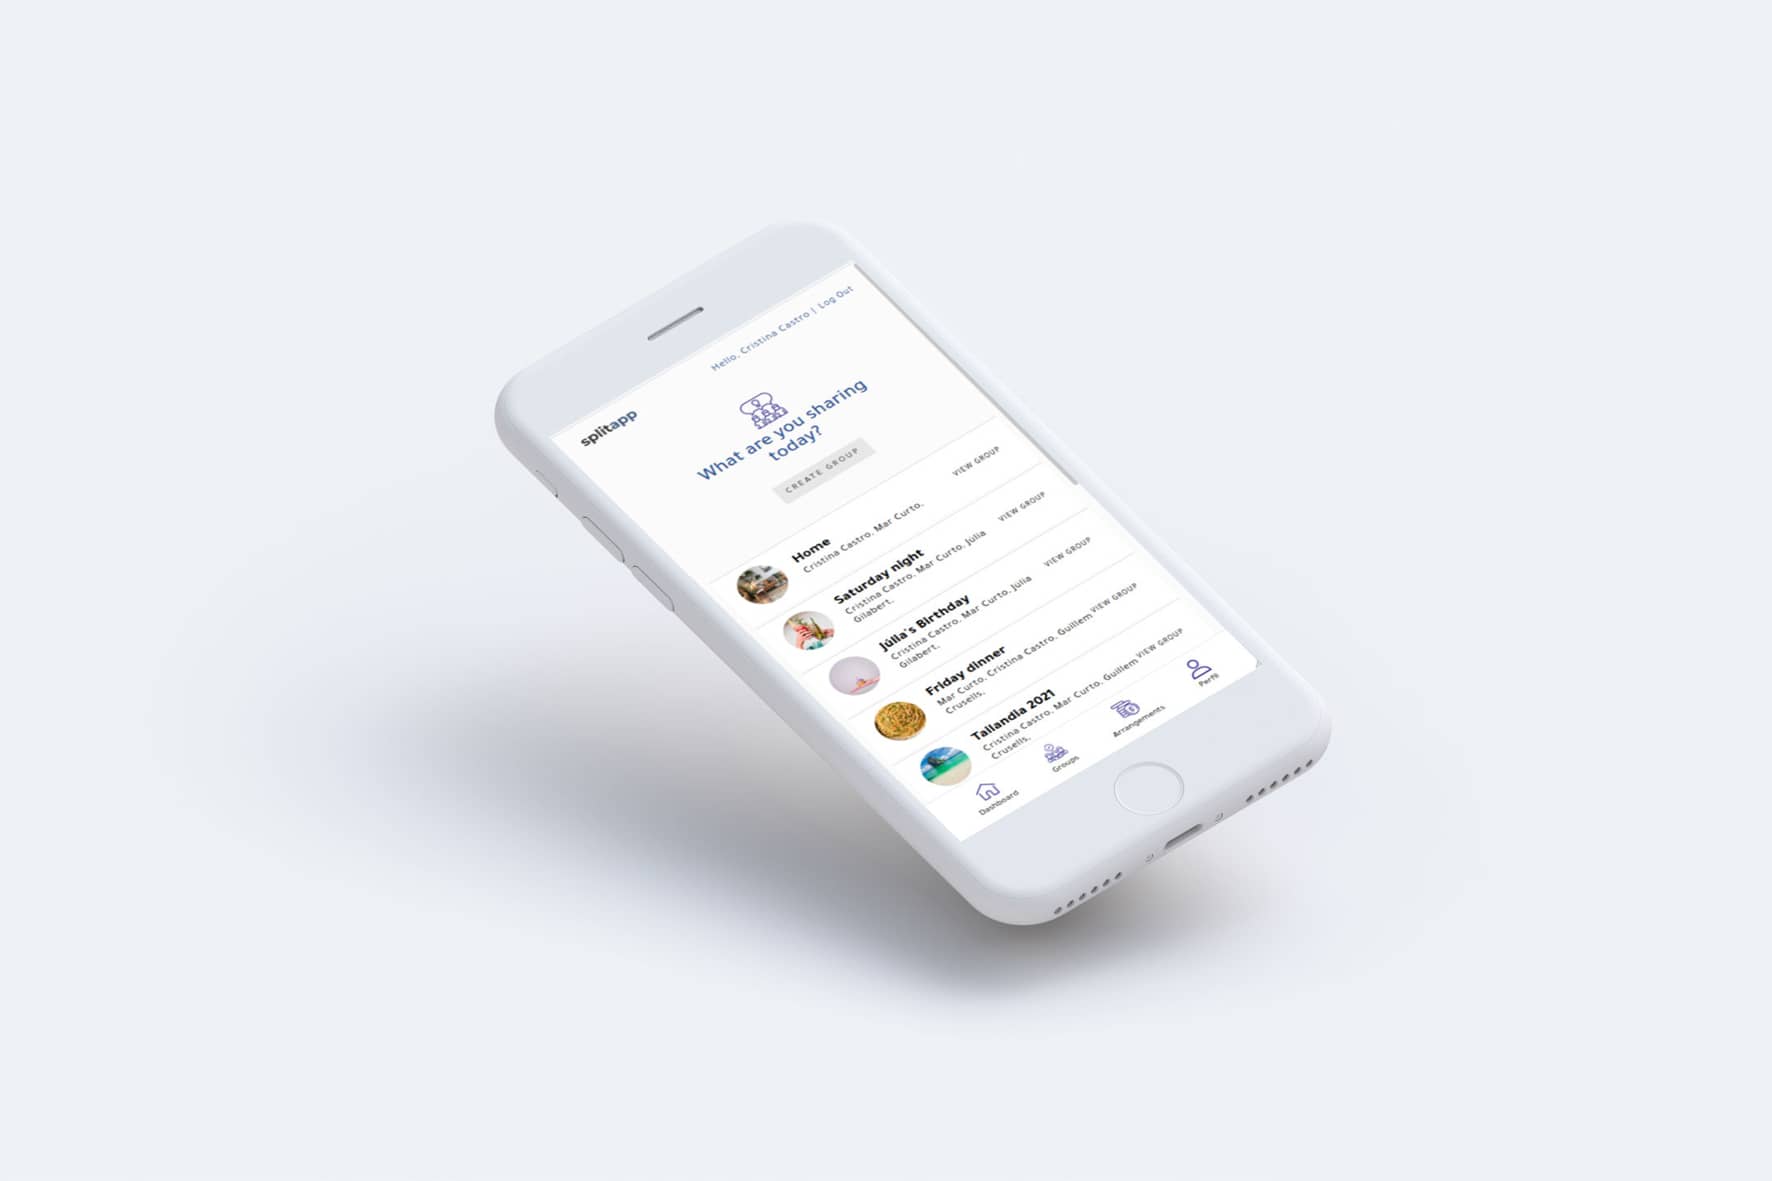 Hello, Cristina Castro | Log Out
splitapp
What are you sharing
today?
CREATE GROUP
Home
Cristina Castro, Mar Curto.
VIEW GROUP
Saturday night
Cristina Castro, Mar Curto, Júlia
Gilabert.
VIEW GROUP
Júlia's Birthday
Cristina Castro, Mar Curto, Júlia
Gilabert.
VIEW GROUP
Friday dinner
Mar Curto, Cristina Castro, Guillem
Crusells.
VIEW GROUP
Tailandia 2021
Cristina Castro, Mar Curto, Guillem
Crusells.
VIEW GROUP
Dashboard
Groups
Arrangements
Perfil